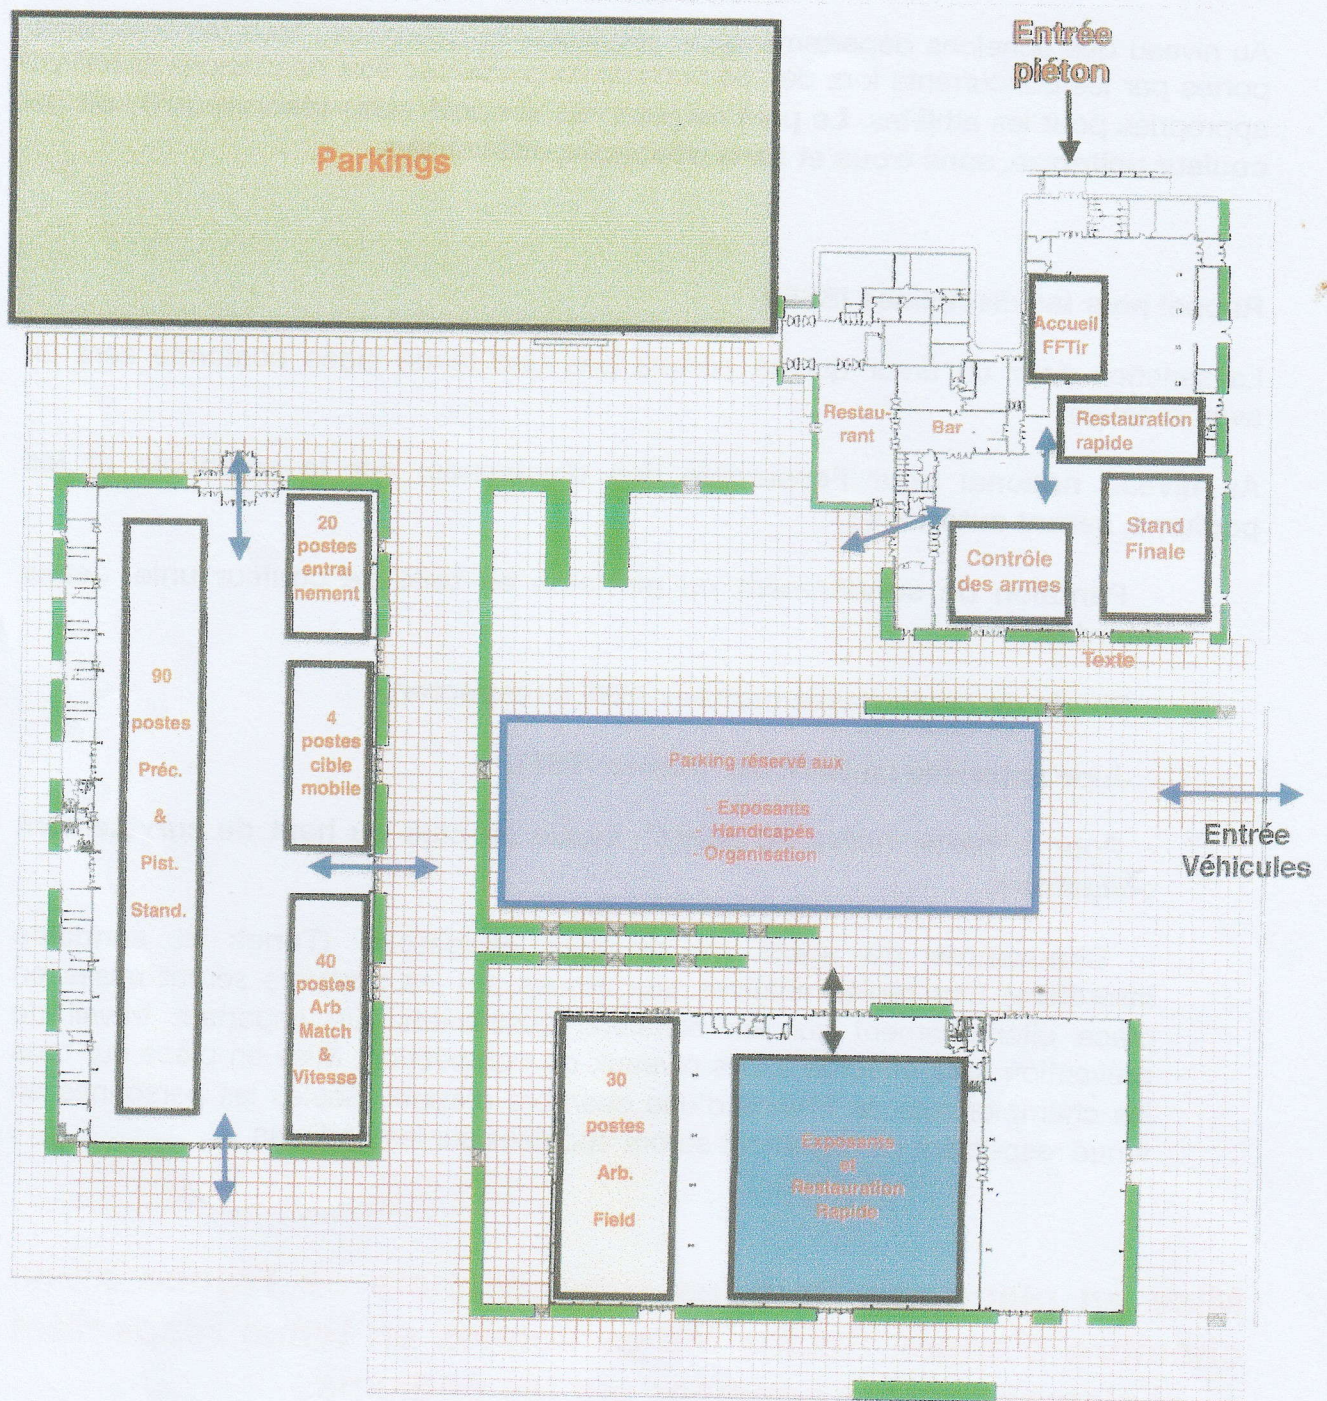 Entrée
piéton
Parkings
Accueil
FFTir
Restau-
rant
Bar .
Restauration
rapide
20
postes
entrai
nement
Stand
Finale
Contrôle
des armes
Texte
90
postes
Préc.
&
Pist.
Stand.
4
postes
cible
mobile
Parking réservé aux
- Exposants
- Handicapés
- Organisation
Entrée
Véhicules
40
postes
Arb
Match
&
Vitesse
30
postes
Arb.
Field
Exposants
et
Restauration
Rapide